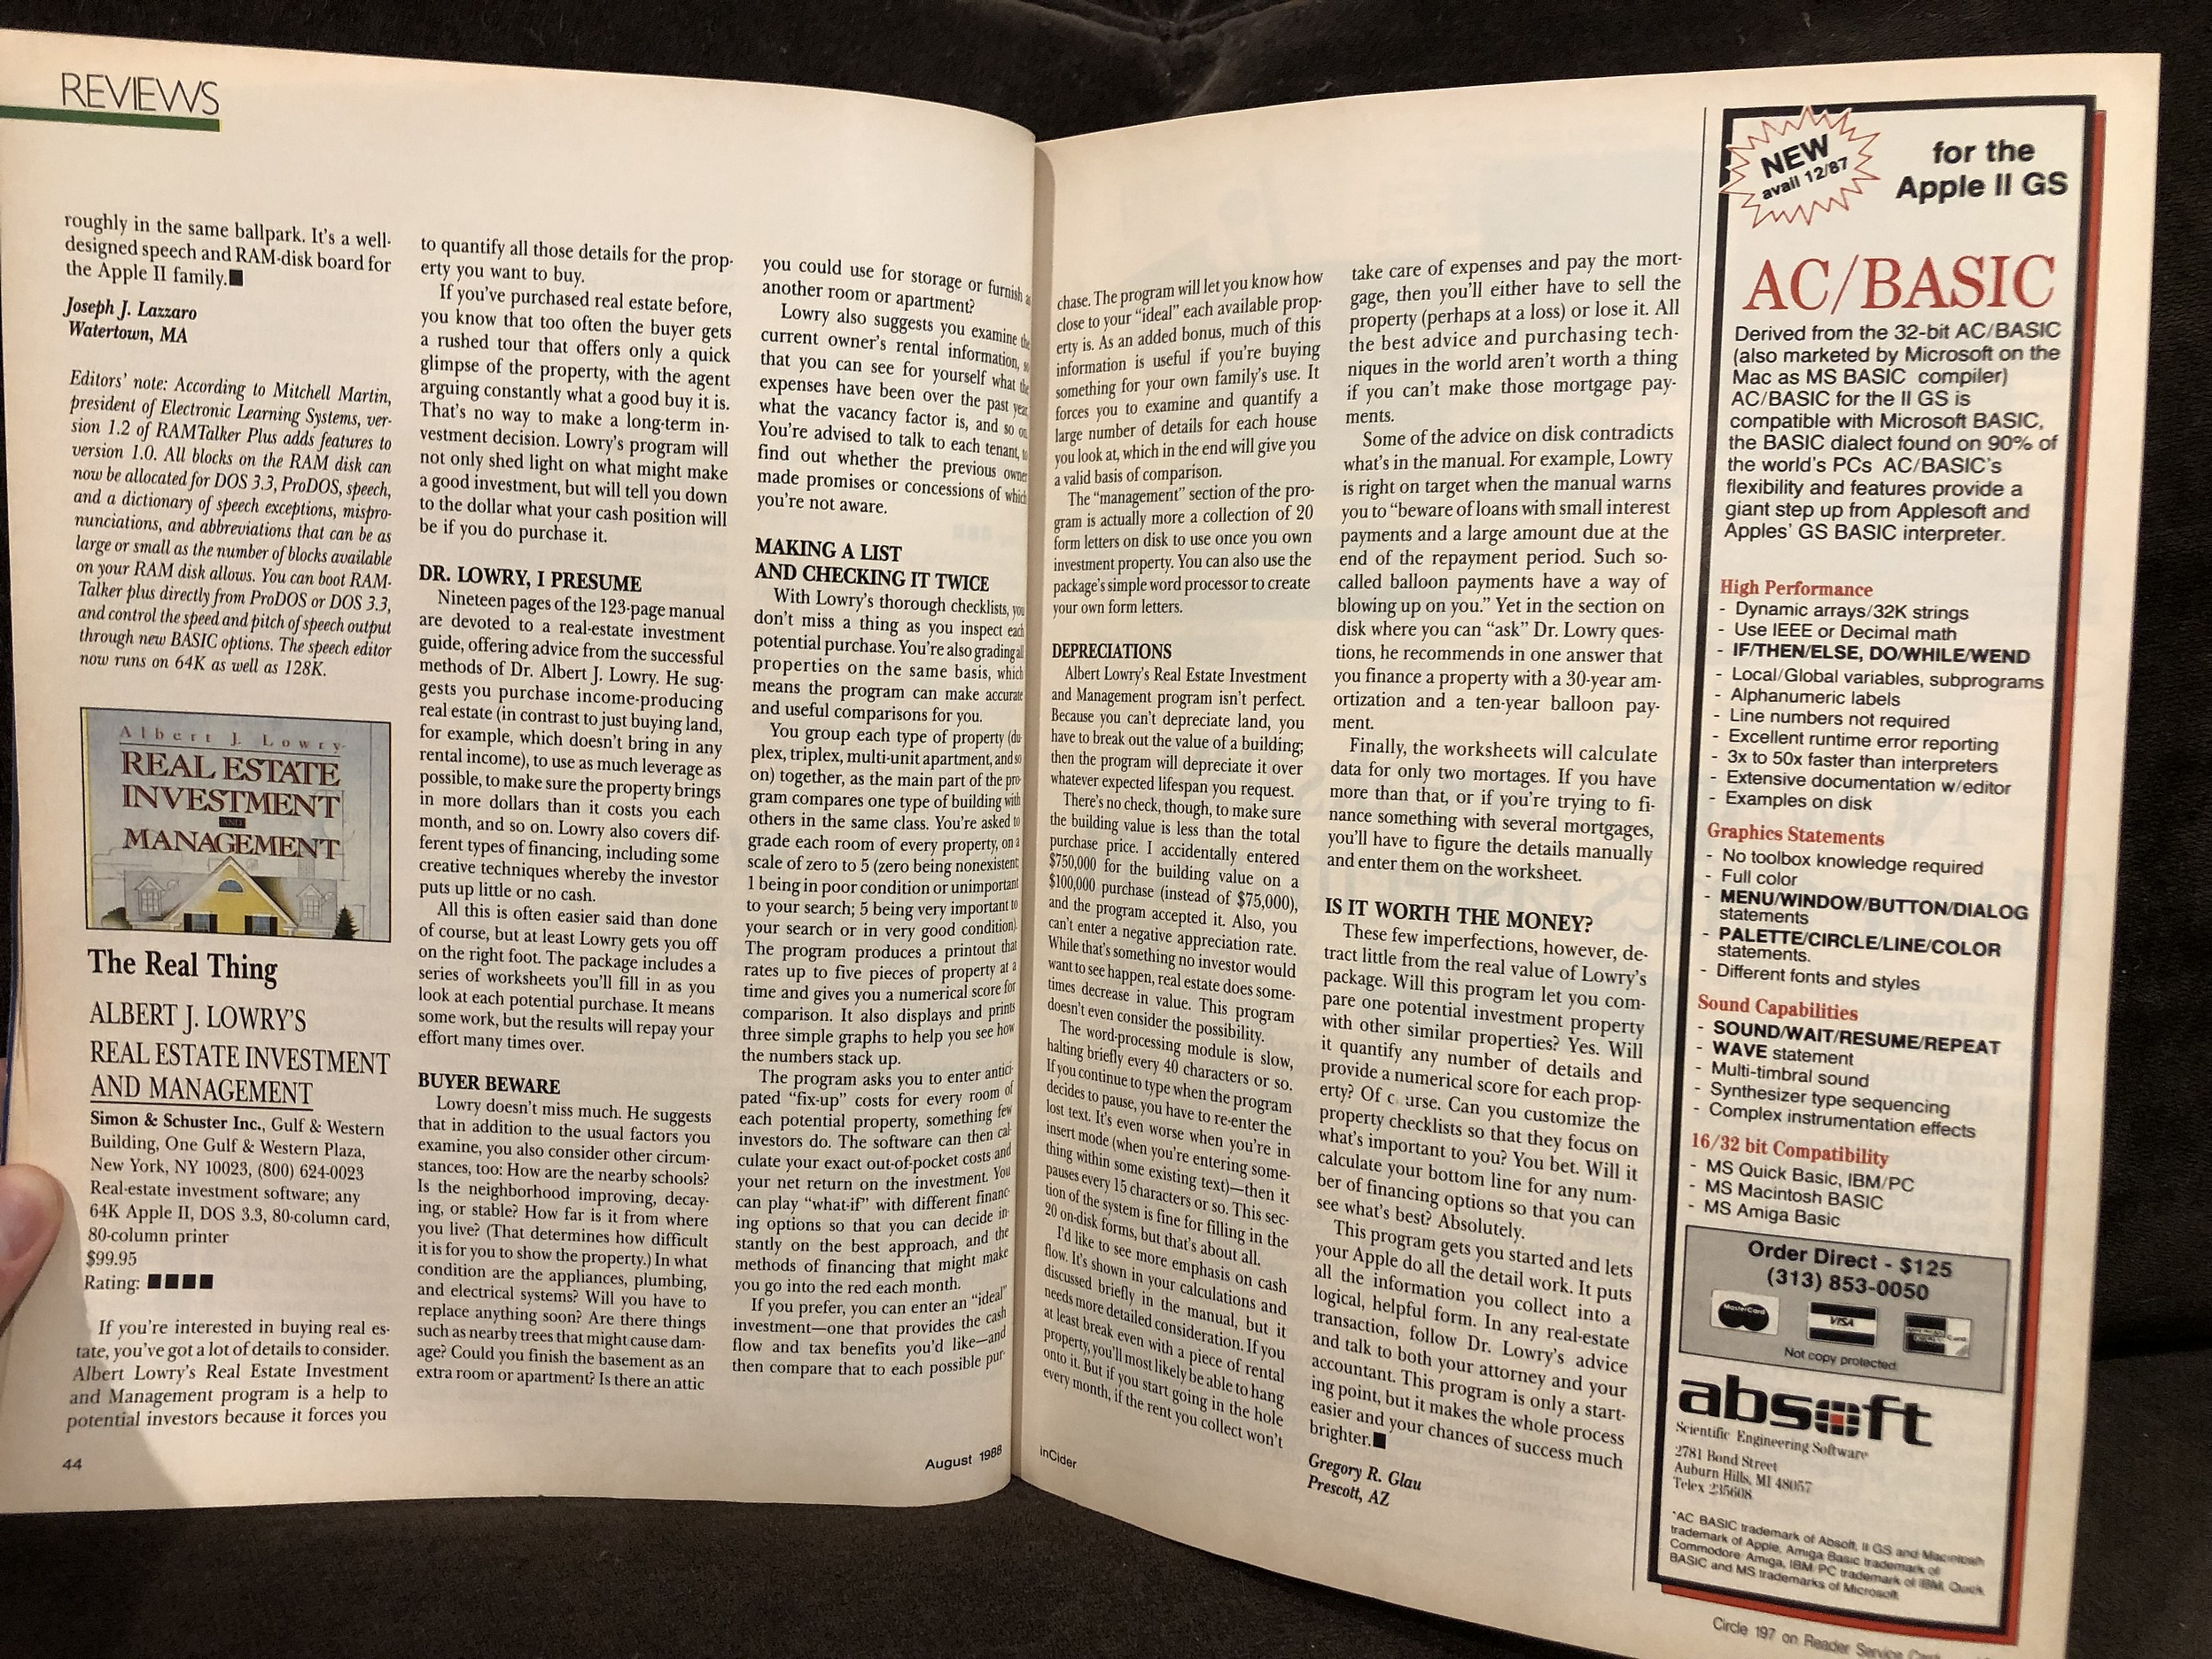 REVIEWS
roughly in the same ballpark. It's a well-
designed speech and RAM-disk board for
the Apple II family.■
Joseph J. Lazzaro
Watertown, MA
Editors' note: According to Mitchell Martin,
president of Electronic Learning Systems, ver-
sion 1.2 of RAMTalker Plus adds features to
version 1.0. All blocks on the RAM disk can
now be allocated for DOS 3.3, ProDOS, speech,
and a dictionary of speech exceptions, mispro-
nunciations, and abbreviations that can be as
large or small as the number of blocks available
on your RAM disk allows. You can boot RAM-
Talker plus directly from ProDOS or DOS 3.3,
and control the speed and pitch of speech output
through new BASIC options. The speech editor
now runs on 64K as well as 128K.
Albert J. Lowry
REAL ESTATE
INVESTMENT
AND
MANAGEMENT
The Real Thing
ALBERT J. LOWRY'S
REAL ESTATE INVESTMENT
AND MANAGEMENT
Simon & Schuster Inc., Gulf & Western
Building, One Gulf & Western Plaza,
New York, NY 10023, (800) 624-0023
Real-estate investment software; any
64K Apple II, DOS 3.3, 80-column card,
80-column printer
$99.95
Rating: ■■■■
If you're interested in buying real es-
tate, you've got a lot of details to consider.
Albert Lowry's Real Estate Investment
and Management program is a help to
potential investors because it forces you
to quantify all those details for the prop-
erty you want to buy.
If you've purchased real estate before,
you know that too often the buyer gets
a rushed tour that offers only a quick
glimpse of the property, with the agent
arguing constantly what a good buy it is.
That's no way to make a long-term in-
vestment decision. Lowry's program will
not only shed light on what might make
a good investment, but will tell you down
to the dollar what your cash position will
be if you do purchase it.
DR. LOWRY, I PRESUME
Nineteen pages of the 123-page manual
are devoted to a real-estate investment
guide, offering advice from the successful
methods of Dr. Albert J. Lowry. He sug-
gests you purchase income-producing
real estate (in contrast to just buying land,
for example, which doesn't bring in any
rental income), to use as much leverage as
possible, to make sure the property brings
in more dollars than it costs you each
month, and so on. Lowry also covers dif-
ferent types of financing, including some
creative techniques whereby the investor
puts up little or no cash.
All this is often easier said than done
of course, but at least Lowry gets you off
on the right foot. The package includes a
series of worksheets you'll fill in as you
look at each potential purchase. It means
some work, but the results will repay your
effort many times over.
BUYER BEWARE
Lowry doesn't miss much. He suggests
that in addition to the usual factors you
examine, you also consider other circum-
stances, too: How are the nearby schools?
Is the neighborhood improving, decay-
ing, or stable? How far is it from where
you live? (That determines how difficult
it is for you to show the property.) In what
condition are the appliances, plumbing,
and electrical systems? Will you have to
replace anything soon? Are there things
such as nearby trees that might cause dam-
age? Could you finish the basement as an
extra room or apartment? Is there an attic
you could use for storage or furnish as
another room or apartment?
Lowry also suggests you examine the
current owner's rental information, so
that you can see for yourself what the
expenses have been over the past year,
what the vacancy factor is, and so on.
You're advised to talk to each tenant, to
find out whether the previous owner
made promises or concessions of which
you're not aware.
MAKING A LIST
AND CHECKING IT TWICE
With Lowry's thorough checklists, you
don't miss a thing as you inspect each
potential purchase. You're also grading all
properties on the same basis, which
means the program can make accurate
and useful comparisons for you.
You group each type of property (du-
plex, triplex, multi-unit apartment, and so
on) together, as the main part of the pro-
gram compares one type of building with
others in the same class. You're asked to
grade each room of every property, on a
scale of zero to 5 (zero being nonexistent;
1 being in poor condition or unimportant
to your search; 5 being very important to
your search or in very good condition).
The program produces a printout that
rates up to five pieces of property at a
time and gives you a numerical score for
comparison. It also displays and prints
three simple graphs to help you see how
the numbers stack up.
The program asks you to enter antici-
pated "fix-up" costs for every room of
each potential property, something few
investors do. The software can then cal-
culate your exact out-of-pocket costs and
your net return on the investment. You
can play "what-if" with different financ-
ing options so that you can decide in-
stantly on the best approach, and the
methods of financing that might make
you go into the red each month.
If you prefer, you can enter an "ideal"
investment—one that provides the cash
flow and tax benefits you'd like—and
then compare that to each possible pur-
44
August 1988
chase. The program will let you know how
close to your "ideal" each available prop-
erty is. As an added bonus, much of this
information is useful if you're buying
something for your own family's use. It
forces you to examine and quantify a
large number of details for each house
you look at, which in the end will give you
a valid basis of comparison.
The "management" section of the pro-
gram is actually more a collection of 20
form letters on disk to use once you own
investment property. You can also use the
package's simple word processor to create
your own form letters.
DEPRECIATIONS
Albert Lowry's Real Estate Investment
and Management program isn't perfect.
Because you can't depreciate land, you
have to break out the value of a building;
then the program will depreciate it over
whatever expected lifespan you request.
There's no check, though, to make sure
the building value is less than the total
purchase price. I accidentally entered
$750,000 for the building value on a
$100,000 purchase (instead of $75,000),
and the program accepted it. Also, you
can't enter a negative appreciation rate.
While that's something no investor would
want to see happen, real estate does some-
times decrease in value. This program
doesn't even consider the possibility.
The word-processing module is slow,
halting briefly every 40 characters or so.
If you continue to type when the program
decides to pause, you have to re-enter the
lost text. It's even worse when you're in
insert mode (when you're entering some-
thing within some existing text)—then it
pauses every 15 characters or so. This sec-
tion of the system is fine for filling in the
20 on-disk forms, but that's about all.
I'd like to see more emphasis on cash
flow. It's shown in your calculations and
discussed briefly in the manual, but it
needs more detailed consideration. If you
at least break even with a piece of rental
property, you'll most likely be able to hang
onto it. But if you start going in the hole
every month, if the rent you collect won't
take care of expenses and pay the mort-
gage, then you'll either have to sell the
property (perhaps at a loss) or lose it. All
the best advice and purchasing tech-
niques in the world aren't worth a thing
if you can't make those mortgage pay-
ments.
Some of the advice on disk contradicts
what's in the manual. For example, Lowry
is right on target when the manual warns
you to "beware of loans with small interest
payments and a large amount due at the
end of the repayment period. Such so-
called balloon payments have a way of
blowing up on you." Yet in the section on
disk where you can "ask" Dr. Lowry ques-
tions, he recommends in one answer that
you finance a property with a 30-year am-
ortization and a ten-year balloon pay-
ment.
Finally, the worksheets will calculate
data for only two mortages. If you have
more than that, or if you're trying to fi-
nance something with several mortgages,
you'll have to figure the details manually
and enter them on the worksheet.
IS IT WORTH THE MONEY?
These few imperfections, however, de-
tract little from the real value of Lowry's
package. Will this program let you com-
pare one potential investment property
with other similar properties? Yes. Will
it quantify any number of details and
provide a numerical score for each prop-
erty? Of c urse. Can you customize the
property checklists so that they focus on
what's important to you? You bet. Will it
calculate your bottom line for any num-
ber of financing options so that you can
see what's best? Absolutely.
This program gets you started and lets
your Apple do all the detail work. It puts
all the information you collect into a
logical, helpful form. In any real-estate
transaction, follow Dr. Lowry's advice
and talk to both your attorney and your
accountant. This program is only a start-
ing point, but it makes the whole process
easier and your chances of success much
brighter.■
Gregory R. Glau
Prescott, AZ
inCider
NEW
avail 12/87
for the
Apple II GS
AC/BASIC
Derived from the 32-bit AC/BASIC
(also marketed by Microsoft on the
Mac as MS BASIC compiler)
AC/BASIC for the II GS is
compatible with Microsoft BASIC,
the BASIC dialect found on 90% of
the world's PCs AC/BASIC's
flexibility and features provide a
giant step up from Applesoft and
Apples' GS BASIC interpreter.
High Performance
- Dynamic arrays/32K strings
- Use IEEE or Decimal math
- IF/THEN/ELSE, DO/WHILE/WEND
- Local/Global variables, subprograms
- Alphanumeric labels
- Line numbers not required
- Excellent runtime error reporting
- 3x to 50x faster than interpreters
- Extensive documentation w/editor
- Examples on disk
Graphics Statements
- No toolbox knowledge required
- Full color
- MENU/WINDOW/BUTTON/DIALOG
statements
- PALETTE/CIRCLE/LINE/COLOR
statements.
- Different fonts and styles
Sound Capabilities
- SOUND/WAIT/RESUME/REPEAT
- WAVE statement
- Multi-timbral sound
- Synthesizer type sequencing
- Complex instrumentation effects
16/32 bit Compatibility
- MS Quick Basic, IBM/PC
- MS Macintosh BASIC
- MS Amiga Basic
Order Direct - $125
(313) 853-0050
MasterCard
VISA
Not copy protected
absoft
Scientific Engineering Software
2781 Bond Street
Auburn Hills, MI 48057
Telex 235608
*AC BASIC trademark of Absoft, II GS and Macintosh
trademark of Apple, Amiga Basic trademark of
Commodore Amiga, IBM/PC trademark of IBM, Quick
BASIC and MS trademarks of Microsoft
Circle 197 on Reader Service Card